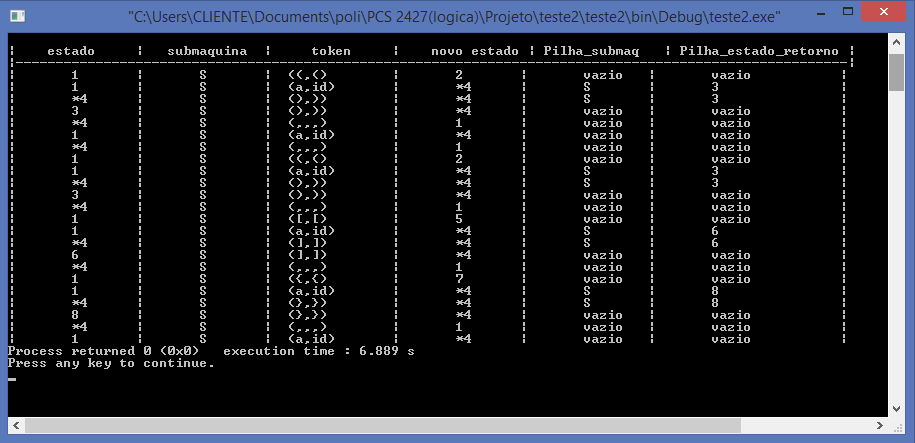 "C:\Users\CLIENTE\Documents\poli\PCS 2427(logica)\Projeto\teste2\teste2\bin\Debug\teste2.exe"
¦ estado ¦ submaquina ¦ token ¦ novo estado ¦ Pilha_submaq ¦ Pilha_estado_retorno ¦
¦-----------------------------------------------------------------------------------------------------------¦
¦ 1 ¦ S ¦ ((,() ¦ 2 ¦ vazio ¦ vazio ¦
¦ 1 ¦ S ¦ (a,id) ¦ *4 ¦ S ¦ 3 ¦
¦ *4 ¦ S ¦ (),)) ¦ *4 ¦ S ¦ 3 ¦
¦ 3 ¦ S ¦ (),)) ¦ *4 ¦ vazio ¦ vazio ¦
¦ *4 ¦ S ¦ (,,,) ¦ 1 ¦ vazio ¦ vazio ¦
¦ 1 ¦ S ¦ (a,id) ¦ *4 ¦ vazio ¦ vazio ¦
¦ *4 ¦ S ¦ (,,,) ¦ 1 ¦ vazio ¦ vazio ¦
¦ 1 ¦ S ¦ ((,() ¦ 2 ¦ vazio ¦ vazio ¦
¦ 1 ¦ S ¦ (a,id) ¦ *4 ¦ S ¦ 3 ¦
¦ *4 ¦ S ¦ (),)) ¦ *4 ¦ S ¦ 3 ¦
¦ 3 ¦ S ¦ (),)) ¦ *4 ¦ vazio ¦ vazio ¦
¦ *4 ¦ S ¦ (,,,) ¦ 1 ¦ vazio ¦ vazio ¦
¦ 1 ¦ S ¦ ([,[) ¦ 5 ¦ vazio ¦ vazio ¦
¦ 1 ¦ S ¦ (a,id) ¦ *4 ¦ S ¦ 6 ¦
¦ *4 ¦ S ¦ (],]) ¦ *4 ¦ S ¦ 6 ¦
¦ 6 ¦ S ¦ (],]) ¦ *4 ¦ vazio ¦ vazio ¦
¦ *4 ¦ S ¦ (,,,) ¦ 1 ¦ vazio ¦ vazio ¦
¦ 1 ¦ S ¦ ({,{) ¦ 7 ¦ vazio ¦ vazio ¦
¦ 1 ¦ S ¦ (a,id) ¦ *4 ¦ S ¦ 8 ¦
¦ *4 ¦ S ¦ (},}) ¦ *4 ¦ S ¦ 8 ¦
¦ 8 ¦ S ¦ (},}) ¦ *4 ¦ vazio ¦ vazio ¦
¦ *4 ¦ S ¦ (,,,) ¦ 1 ¦ vazio ¦ vazio ¦
¦ 1 ¦ S ¦ (a,id) ¦ *4 ¦ vazio ¦ vazio ¦
Process returned 0 (0x0) execution time : 6.889 s
Press any key to continue.